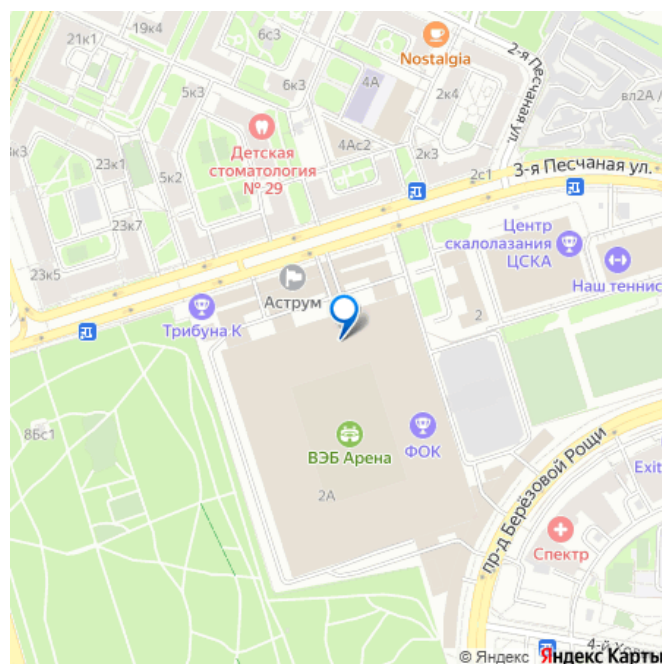 19к4
21к1
6с3
Nostalgia
2-я Песчаная ул.
вл2А /
5к3
6к3
4А
2к4
Детская
стоматология
№ 29
4Ас2
2к3
23к1
5к2
2с1
3-я Песчаная ул.
23к7
Центр
скалолазания
ЦСКА
23к5
Аструм
Наш теннис
Трибуна К
2
8Бс1
ВЭБ Арена
ФОК
2А
пр-д Берёзовой Рощи
Exit
Спектр
4-й
© Яндекс Яндекс Карты